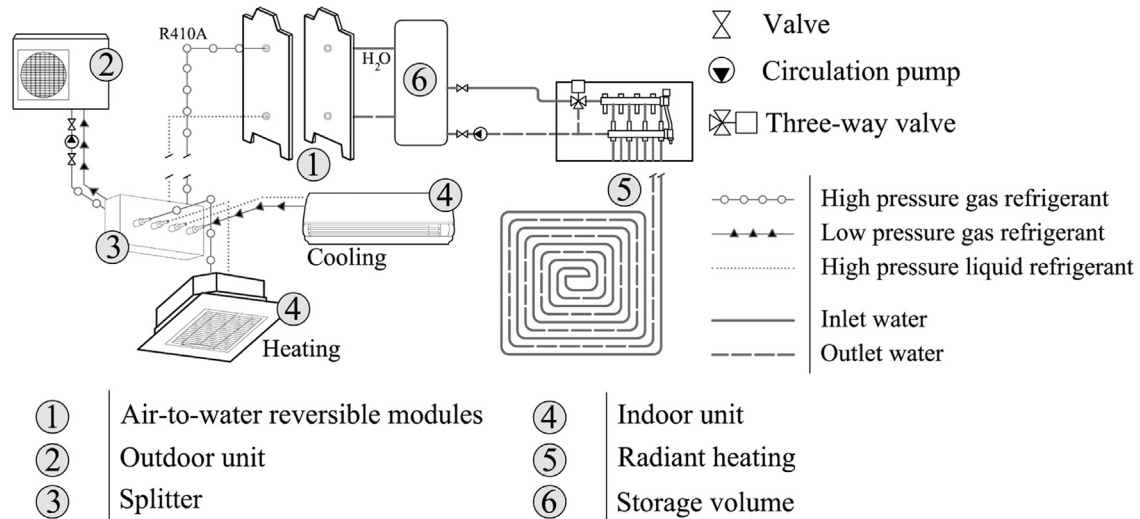 R410A
H2O
2
6
1
4
5
3
Cooling
4
Heating
Valve
Circulation pump
Three-way valve
High pressure gas refrigerant
Low pressure gas refrigerant
High pressure liquid refrigerant
Inlet water
Outlet water
1 Air-to-water reversible modules
2 Outdoor unit
3 Splitter
4 Indoor unit
5 Radiant heating
6 Storage volume